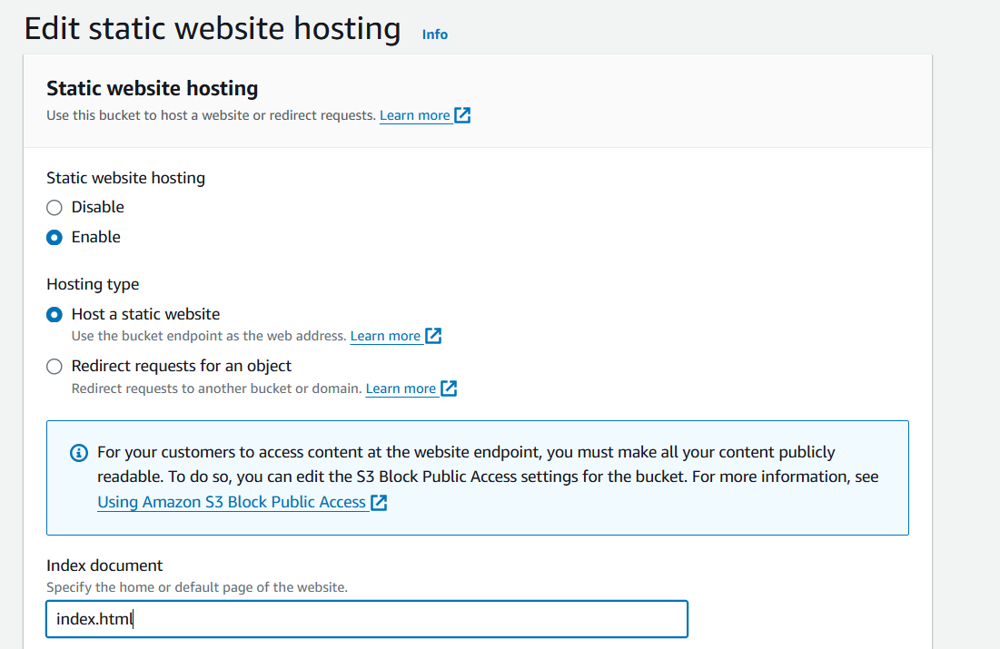 Edit static website hosting Info
Static website hosting
Use this bucket to host a website or redirect requests. Learn more
Static website hosting
Disable
Enable
Hosting type
Host a static website
Use the bucket endpoint as the web address. Learn more
Redirect requests for an object
Redirect requests to another bucket or domain. Learn more
For your customers to access content at the website endpoint, you must make all your content publicly
readable. To do so, you can edit the S3 Block Public Access settings for the bucket. For more information, see
Using Amazon S3 Block Public Access
Index document
Specify the home or default page of the website.
index.html